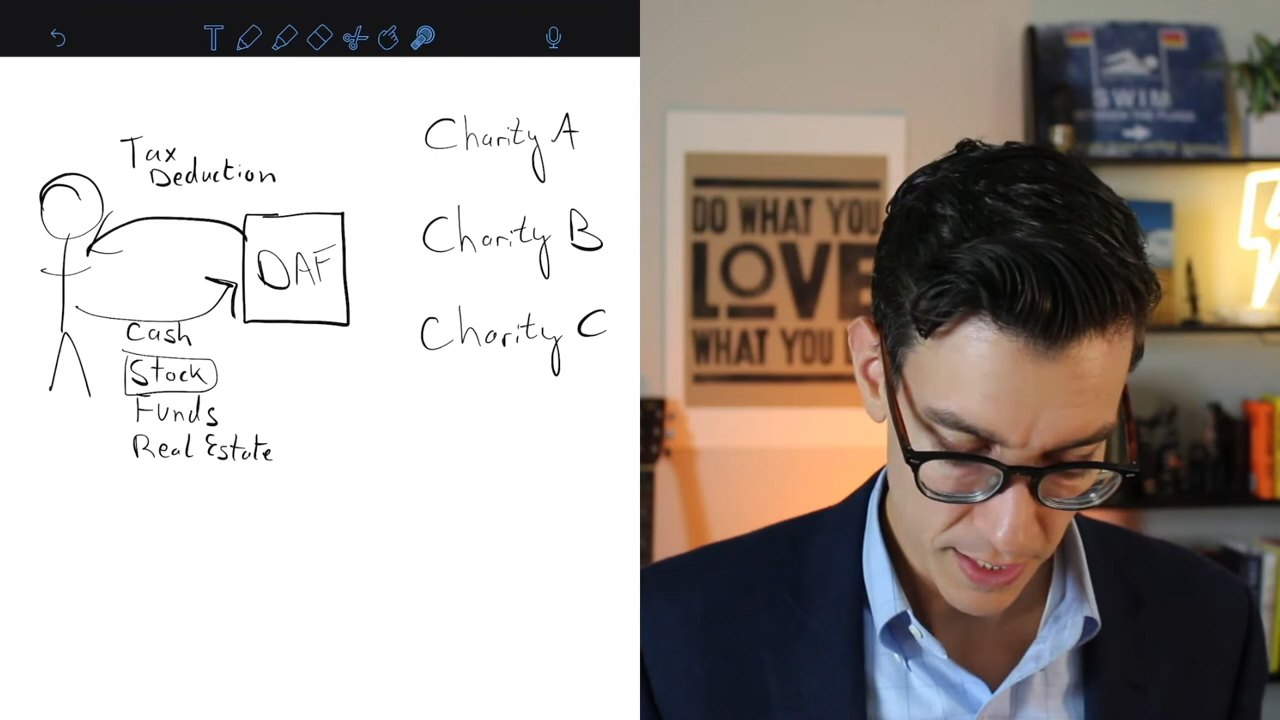 Tax
Deduction
DAF
Cash
Stock
Funds
Real Estate
Charity A
Charity B
Charity C
DO WHAT YOU
LOVE
WHAT YOU
SWIM